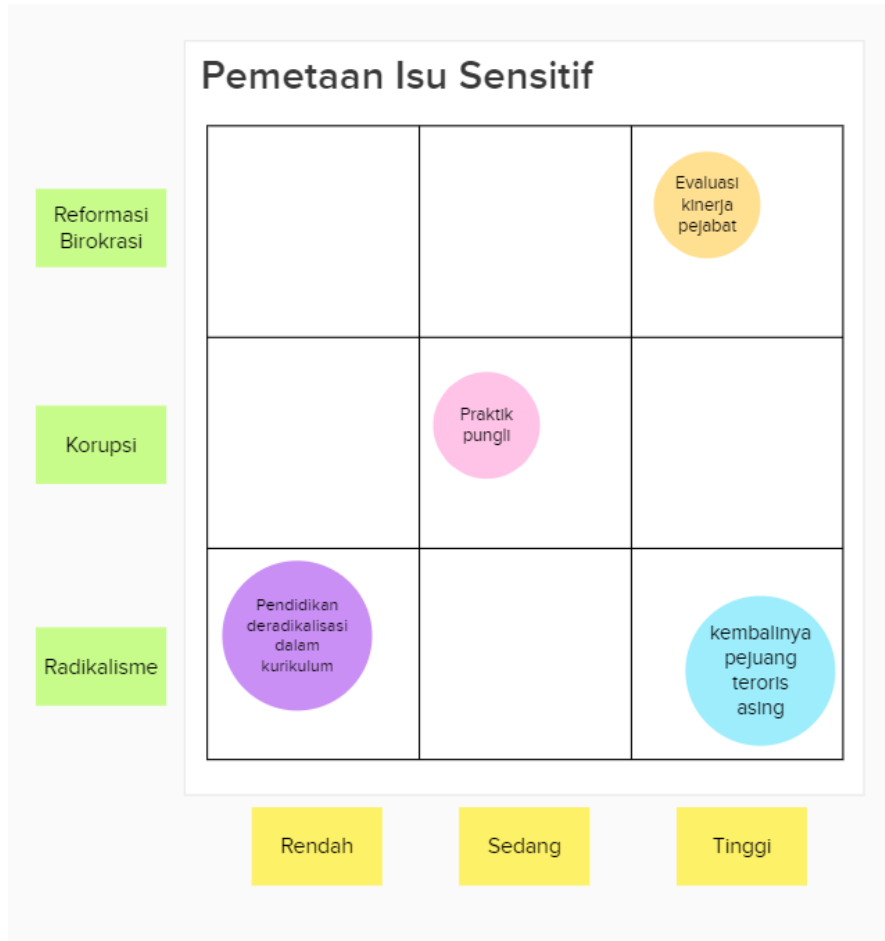 Pemetaan Isu Sensitif
Reformasi
Birokrasi
Evaluasi
kinerja
pejabat
Korupsi
Praktik
pungli
Radikalisme
Pendidikan
deradikalisasi
dalam
kurikulum
kembalinya
pejuang
teroris
asing
Rendah
Sedang
Tinggi